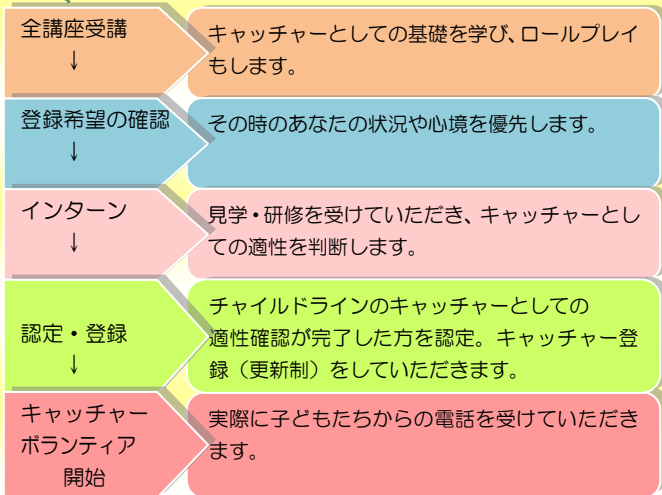 全講座受講
↓
キャッチャーとしての基礎を学び、ロールプレイ
もします。
登録希望の確認
↓
その時のあなたの状況や心境を優先します。
インターン
↓
見学・研修を受けていただき、キャッチャーとし
ての適性を判断します。
認定・登録
↓
チャイルドラインのキャッチャーとしての
適性確認が完了した方を認定。キャッチャー登
録（更新制）をしていただきます。
キャッチャー
ボランティア
開始
実際に子どもたちからの電話を受けていただき
ます。